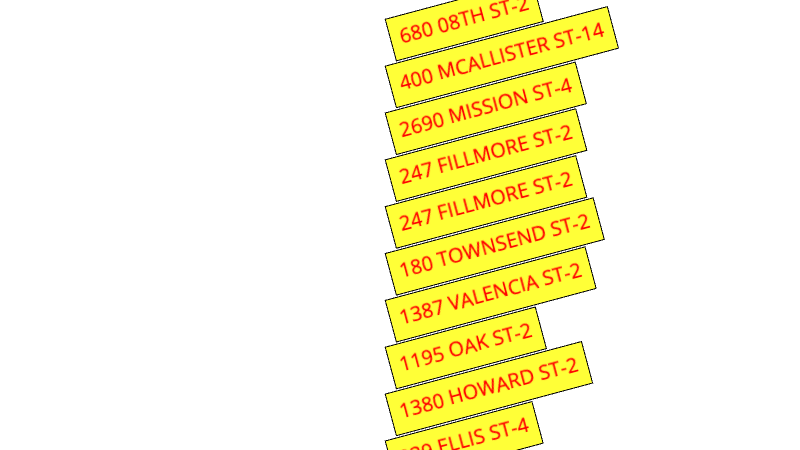 680 08TH ST-2
400 MCALLISTER ST-14
2690 MISSION ST-4
247 FILLMORE ST-2
247 FILLMORE ST-2
180 TOWNSEND ST-2
1387 VALENCIA ST-2
1195 OAK ST-2
1380 HOWARD ST-2
ELLIS ST-4